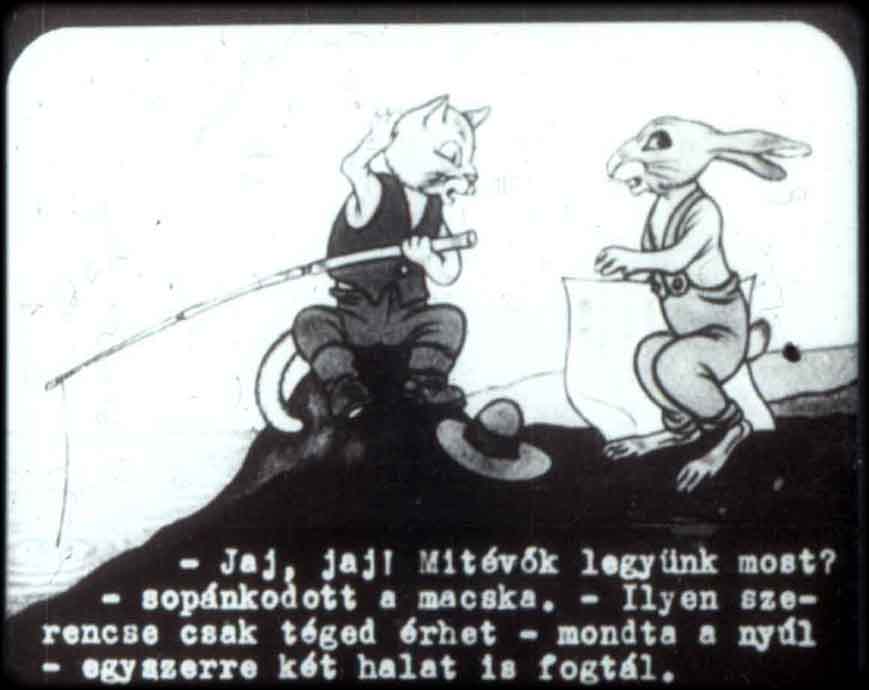 - Jaj, jaj! Mitévők legyünk most?
- sopánkodott a macska. - Ilyen sze-
rencse csak téged érhet - mondta a nyúl
- egyszerre két halat is fogtál.